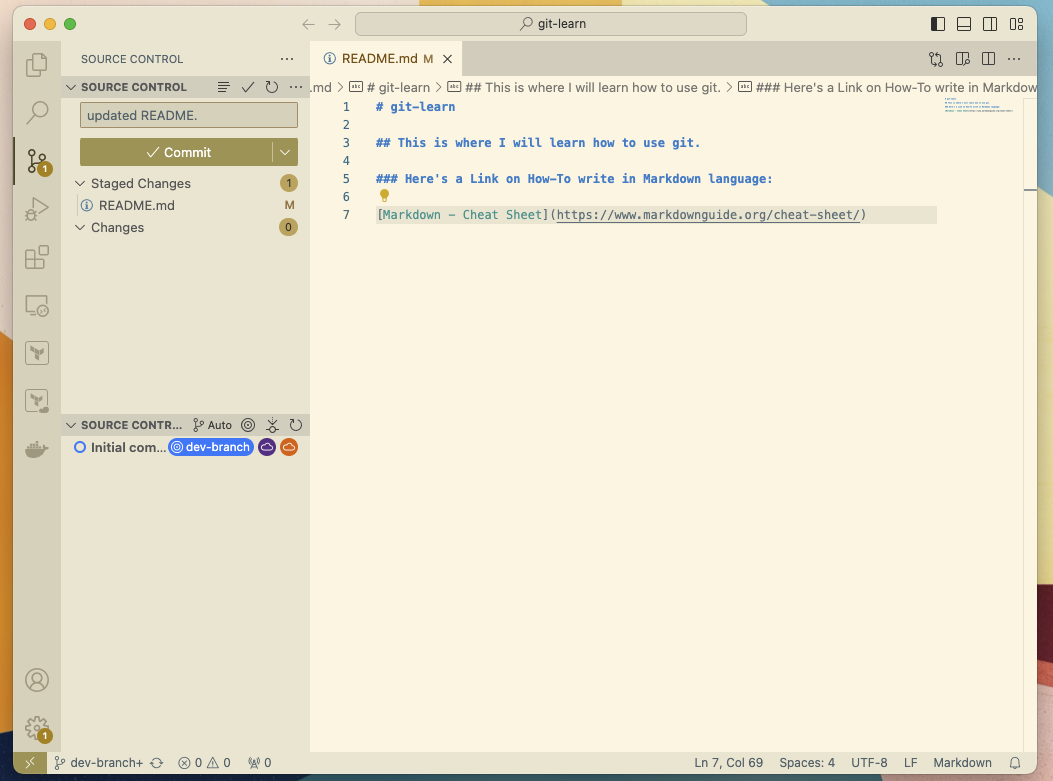 git-learn
SOURCE CONTROL
SOURCE CONTROL
updated README.
Commit
Staged Changes 1
README.md M
Changes 0
1
SOURCE CONTR... Auto
Initial com... dev-branch
1
README.md M
.md > # git-learn > ## This is where I will learn how to use git. > ### Here's a Link on How-To write in Markdow
1 # git-learn
2
3 ## This is where I will learn how to use git.
4
5 ### Here's a Link on How-To write in Markdown language:
6
7 [Markdown - Cheat Sheet](https://www.markdownguide.org/cheat-sheet/)
dev-branch+ 0 0 0 Ln 7, Col 69 Spaces: 4 UTF-8 LF Markdown